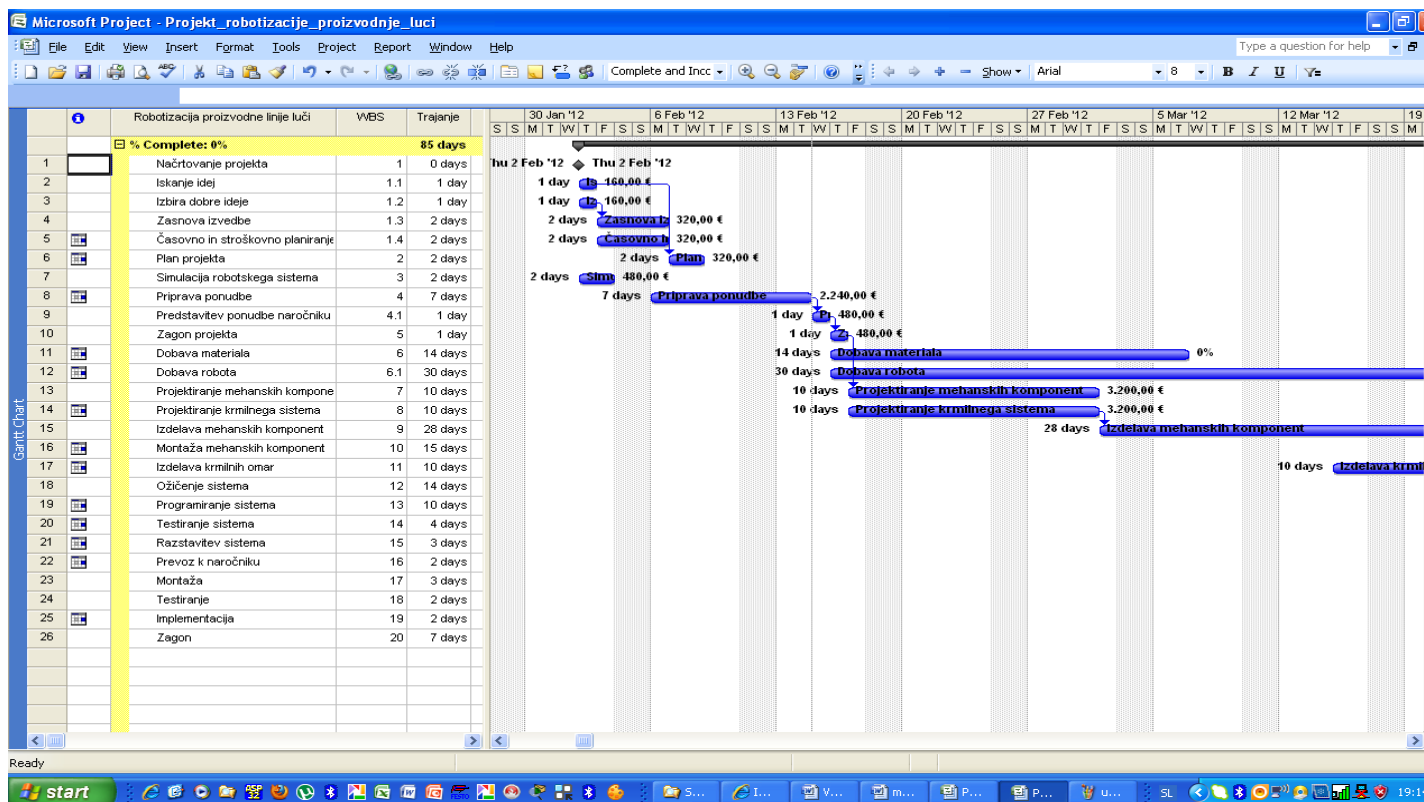 Microsoft Project - Projekt_robotizacije_proizvodnje_luci
File Edit View Insert Format Tools Project Report Window Help Type a question for help
Complete and Incc Show Arial 8 B I U
Robotizacija proizvodne linije luči WBS Trajanje
30 Jan '12 6 Feb '12 13 Feb '12 20 Feb '12 27 Feb '12 5 Mar '12 12 Mar '12 19
S S M T W T F S S M T W T F S S M T W T F S S M T W T F S S M T W T F S S M T W T F S S M T W T F S S M
% Complete: 0% 85 days
1 Načrtovanje projekta 1 0 days hu 2 Feb '12 Thu 2 Feb '12
2 Iskanje idej 1.1 1 day 1 day Is 160,00 €
3 Izbira dobre ideje 1.2 1 day 1 day Iz 160,00 €
4 Zasnova izvedbe 1.3 2 days 2 days Zasnova iz 320,00 €
5 Časovno in stroškovno planiranje 1.4 2 days 2 days Časovno in 320,00 €
6 Plan projekta 2 2 days 2 days Plan 320,00 €
7 Simulacija robotskega sistema 3 2 days 2 days Simu 480,00 €
8 Priprava ponudbe 4 7 days 7 days Priprava ponudbe 2.240,00 €
9 Predstavitev ponudbe naročniku 4.1 1 day 1 day P 480,00 €
10 Zagon projekta 5 1 day 1 day Z 480,00 €
11 Dobava materiala 6 14 days 14 days Dobava materiala 0%
12 Dobava robota 6.1 30 days 30 days Dobava robota
13 Projektiranje mehanskih kompone 7 10 days 10 days Projektiranje mehanskih komponent 3.200,00 €
14 Projektiranje krmilnega sistema 8 10 days 10 days Projektiranje krmilnega sistema 3.200,00 €
15 Izdelava mehanskih komponent 9 28 days 28 days Izdelava mehanskih komponent
16 Montaža mehanskih komponent 10 15 days
17 Izdelava krmilnih omar 11 10 days 10 days Izdelava krmil
18 Ožičenje sistema 12 14 days
19 Programiranje sistema 13 10 days
20 Testiranje sistema 14 4 days
21 Razstavitev sistema 15 3 days
22 Prevoz k naročniku 16 2 days
23 Montaža 17 3 days
24 Testiranje 18 2 days
25 Implementacija 19 2 days
26 Zagon 20 7 days
Gantt Chart
Ready
start S... I... V... m... P... P... u... SL